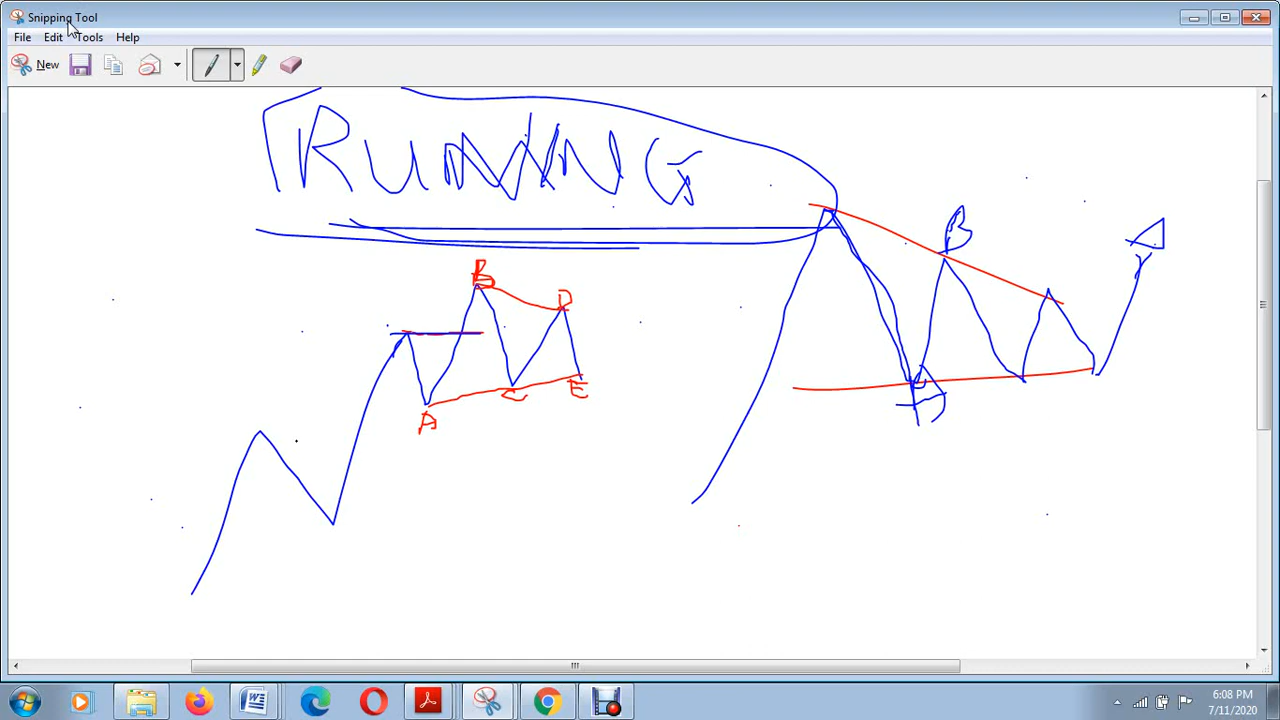 Snipping Tool
File Edit Tools Help
New
RUNNING
B
D
B
A
C
E
A
6:08 PM
7/11/2020